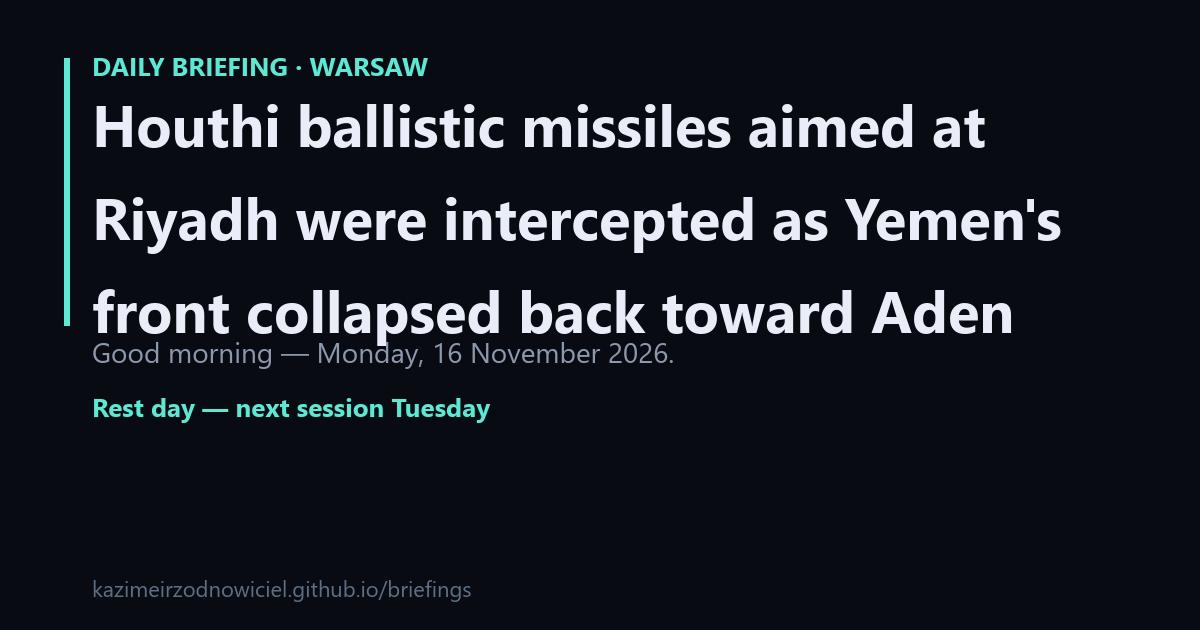 DAILY BRIEFING · WARSAW
Houthi ballistic missiles aimed at
Riyadh were intercepted as Yemen's
front collapsed back toward Aden
Good morning — Monday, 16 November 2026.
Rest day — next session Tuesday
kazimeirzodnowiciel.github.io/briefings